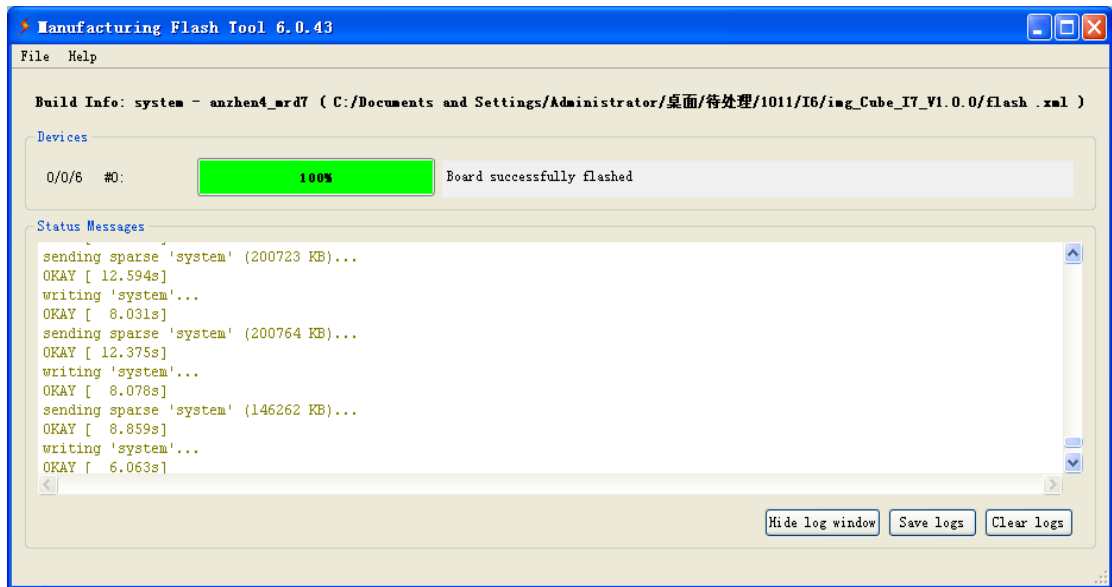 Manufacturing Flash Tool 6.0.43
File Help
Build Info: system - anzhen4_mrd7 ( C:/Documents and Settings/Administrator/桌面/待处理/1011/I6/img_Cube_I7_V1.0.0/flash .xml )
Devices
0/0/6 #0: 100% Board successfully flashed
Status Messages
sending sparse 'system' (200723 KB)...
OKAY [ 12.594s]
writing 'system'...
OKAY [ 8.031s]
sending sparse 'system' (200764 KB)...
OKAY [ 12.375s]
writing 'system'...
OKAY [ 8.078s]
sending sparse 'system' (146262 KB)...
OKAY [ 8.859s]
writing 'system'...
OKAY [ 6.063s]
Hide log window Save logs Clear logs